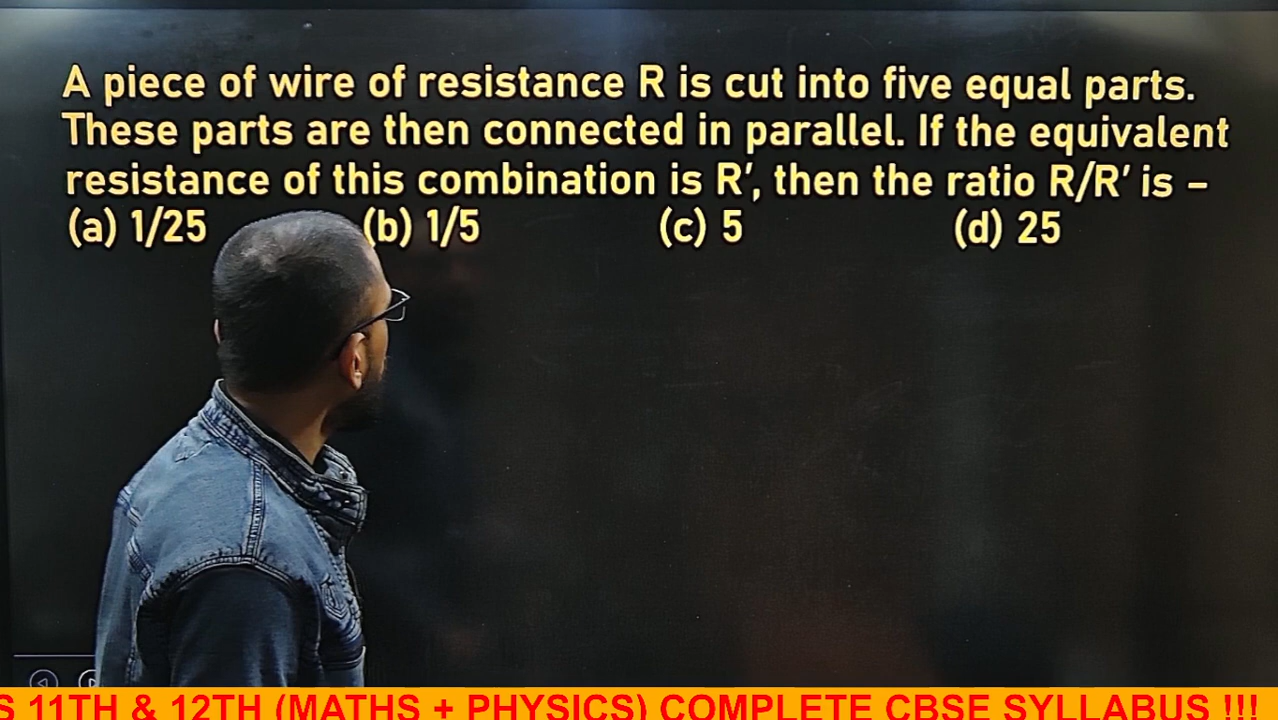 A piece of wire of resistance R is cut into five equal parts.
These parts are then connected in parallel. If the equivalent
resistance of this combination is R′, then the ratio R/R′ is –
(a) 1/25 (b) 1/5 (c) 5 (d) 25
S 11TH & 12TH (MATHS + PHYSICS) COMPLETE CBSE SYLLABUS !!!